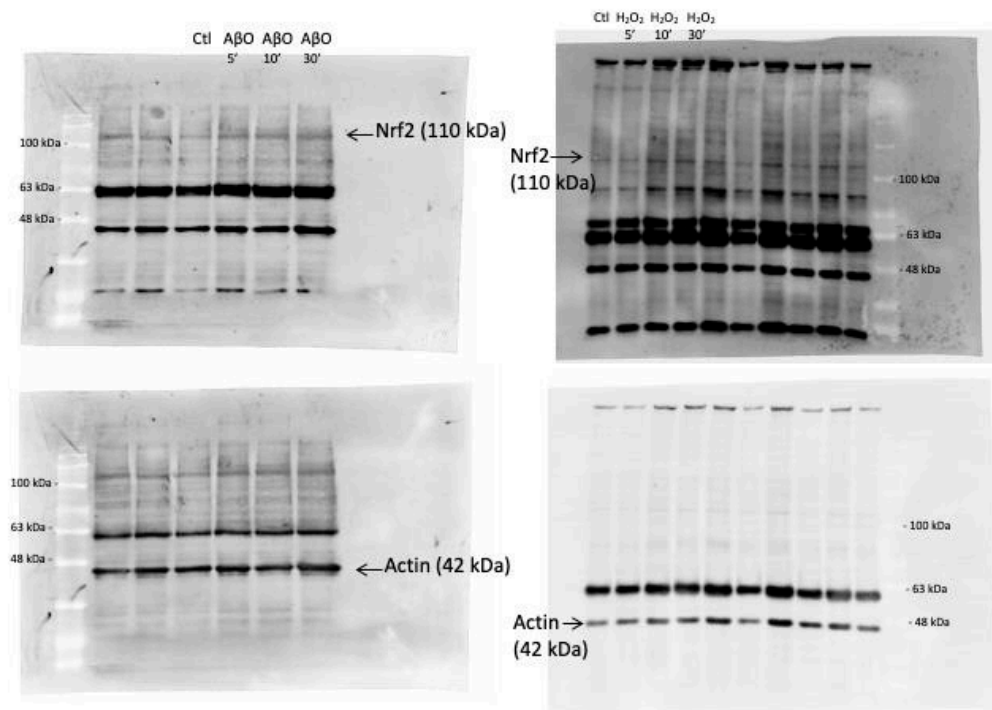 Ctl AβO AβO AβO
5’ 10’ 30’
Nrf2 (110 kDa)
100 kDa -
63 kDa -
48 kDa -
Ctl H₂O₂ H₂O₂ H₂O₂
5’ 10’ 30’
Nrf2
(110 kDa)
- 100 kDa
- 63 kDa
- 48 kDa
100 kDa -
63 kDa -
48 kDa -
Actin (42 kDa)
- 100 kDa
- 63 kDa
- 48 kDa
Actin
(42 kDa)